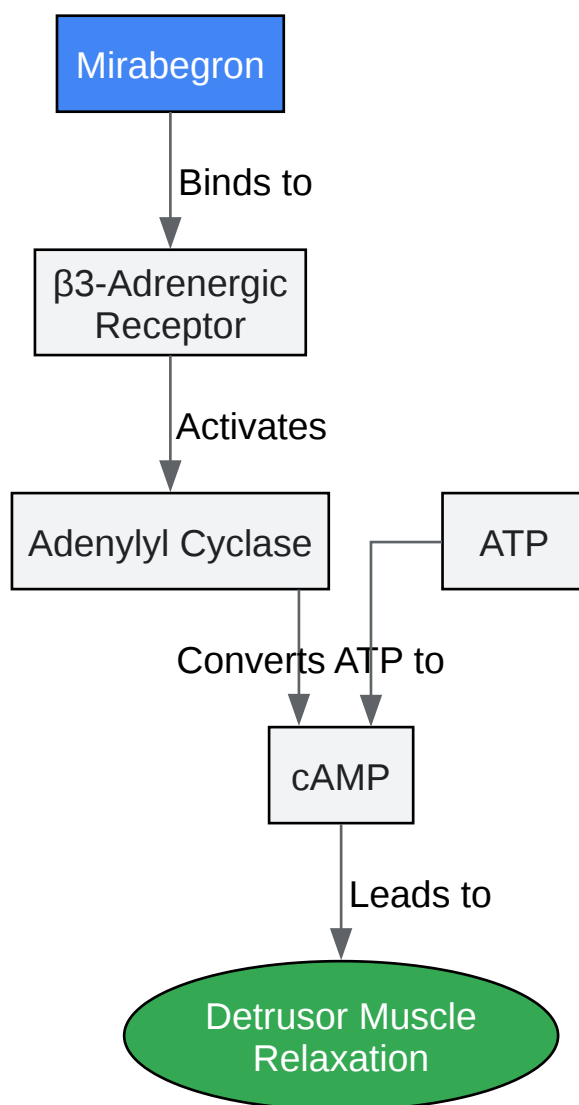 Mirabegron
Binds to
β3-Adrenergic
Receptor
Activates
Adenylyl Cyclase
ATP
Converts ATP to
cAMP
Leads to
Detrusor Muscle
Relaxation